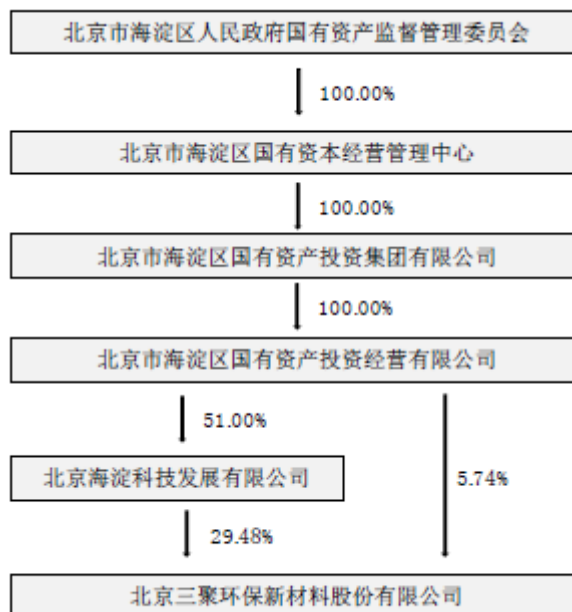 北京市海淀区人民政府国有资产监督管理委员会
100.00%
北京市海淀区国有资本经营管理中心
100.00%
北京市海淀区国有资产投资集团有限公司
100.00%
北京市海淀区国有资产投资经营有限公司
51.00%
北京海淀科技发展有限公司
5.74%
29.48%
北京三聚环保新材料股份有限公司